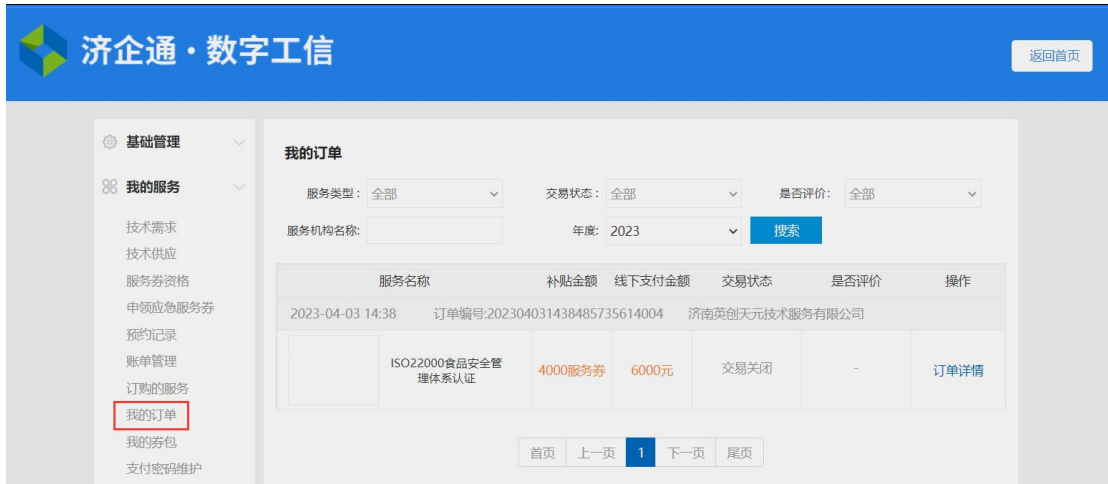 济企通·数字工信
返回首页
基础管理
我的服务
技术需求
技术供应
服务券资格
申领应急服务券
预约记录
账单管理
订购的服务
我的订单
我的券包
支付密码维护
我的订单
服务类型： 全部 交易状态： 全部 是否评价: 全部
服务机构名称: 年度: 2023 搜索
服务名称 补贴金额 线下支付金额 交易状态 是否评价 操作
2023-04-03 14:38 订单编号:20230403143848573561​4004 济南英创天元技术服务有限公司
ISO22000食品安全管
理体系认证
4000服务券 6000元 交易关闭 - 订单详情
首页 上一页 1 下一页 尾页